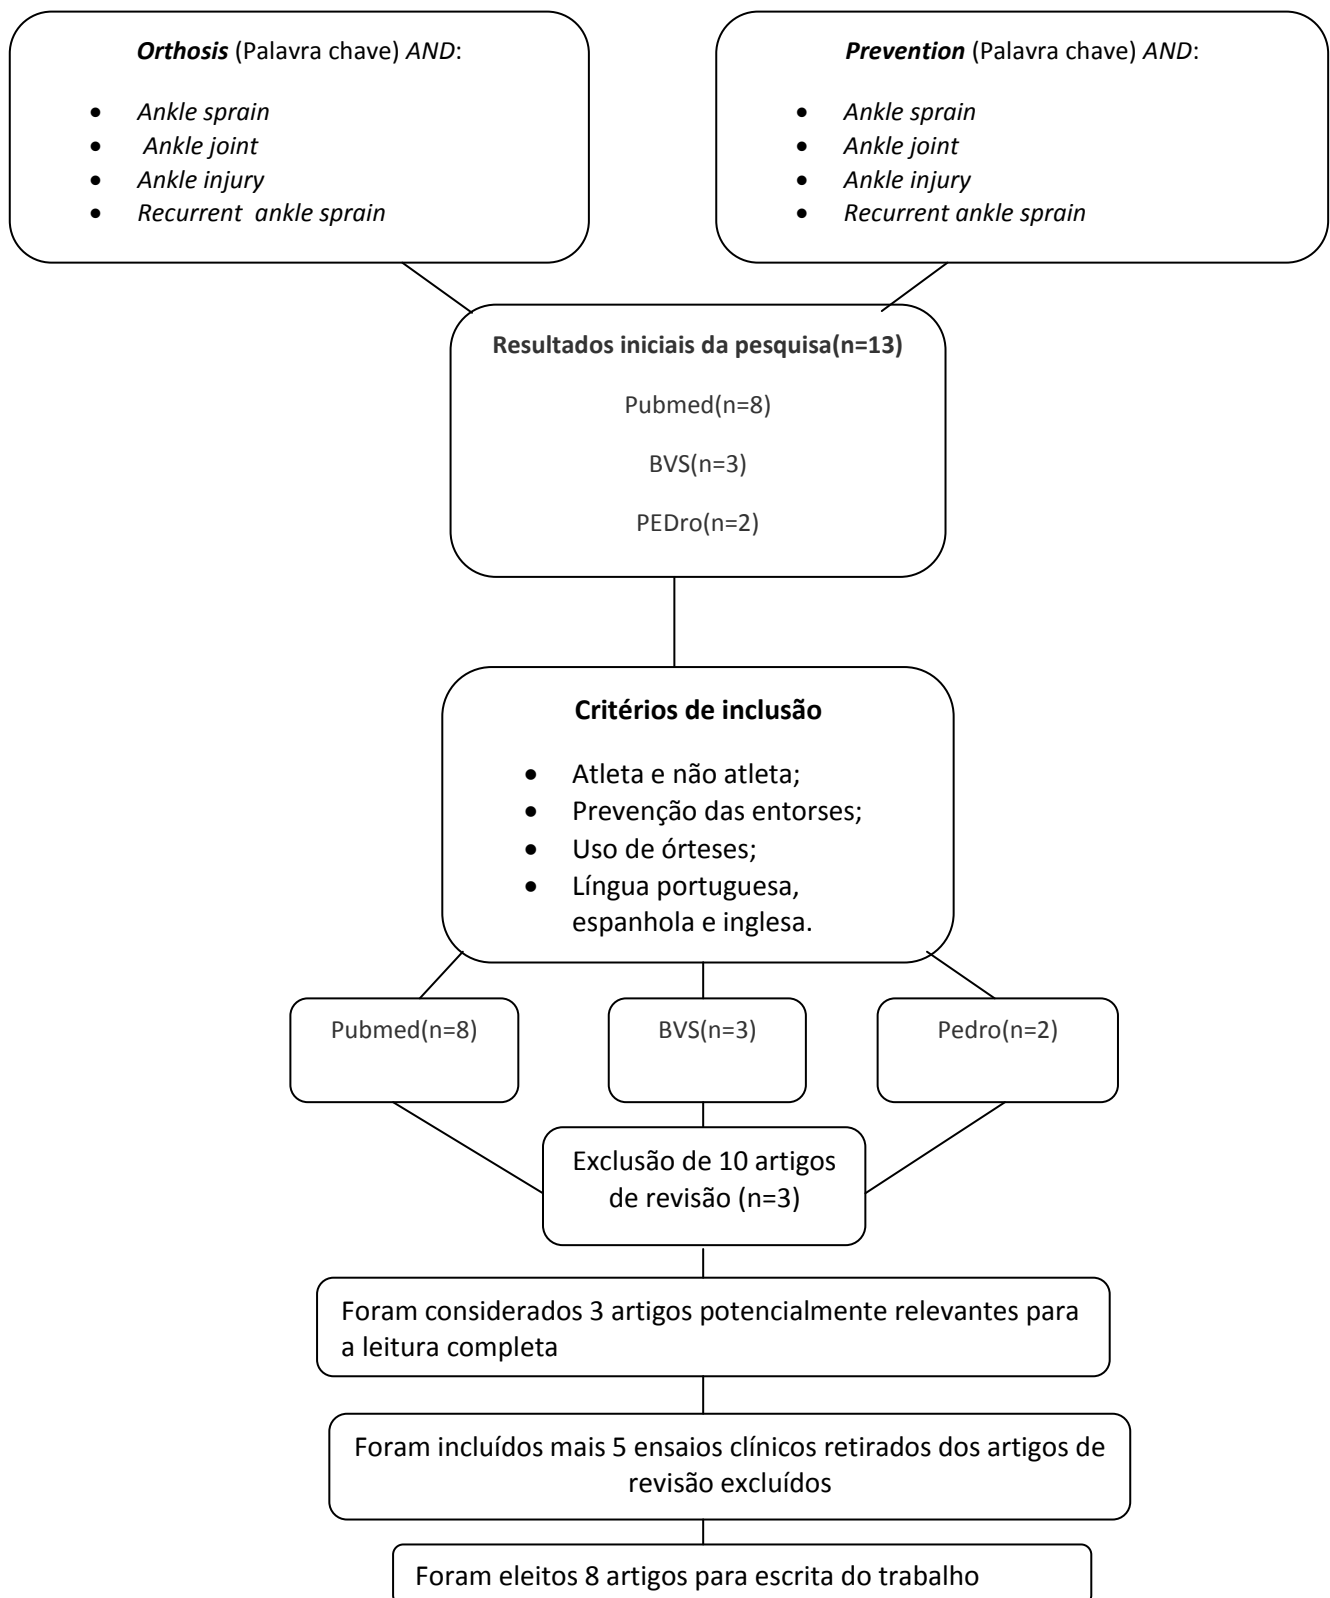 Orthosis (Palavra chave) AND:
• Ankle sprain
• Ankle joint
• Ankle injury
• Recurrent ankle sprain
Prevention (Palavra chave) AND:
• Ankle sprain
• Ankle joint
• Ankle injury
• Recurrent ankle sprain
Resultados iniciais da pesquisa(n=13)
Pubmed(n=8)
BVS(n=3)
PEDro(n=2)
Critérios de inclusão
• Atleta e não atleta;
• Prevenção das entorses;
• Uso de órteses;
• Língua portuguesa,
espanhola e inglesa.
Pubmed(n=8)
BVS(n=3)
Pedro(n=2)
Exclusão de 10 artigos
de revisão (n=3)
Foram considerados 3 artigos potencialmente relevantes para
a leitura completa
Foram incluídos mais 5 ensaios clínicos retirados dos artigos de
revisão excluídos
Foram eleitos 8 artigos para escrita do trabalho